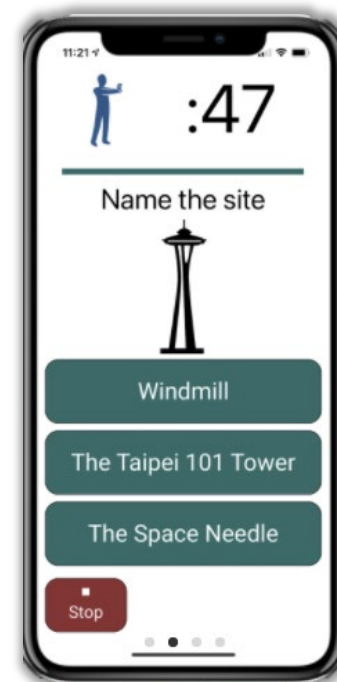 11:21
:47
Name the site
Windmill
The Taipei 101 Tower
The Space Needle
Stop